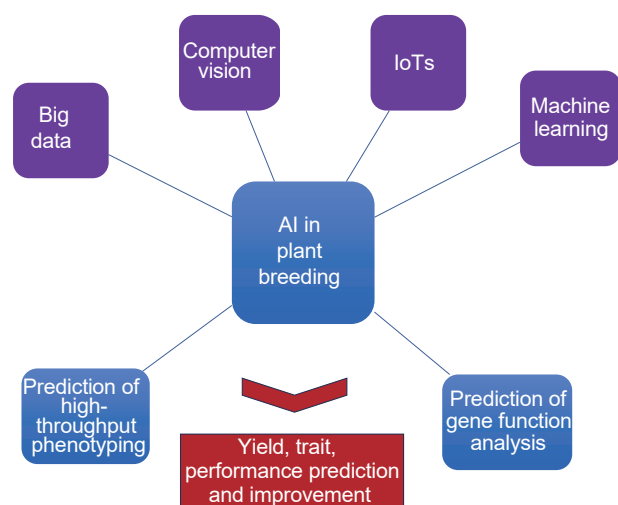 Computer
vision
IoTs
Big
data
Machine
learning
AI in
plant
breeding
Prediction of
high-
throughput
phenotyping
Prediction of
gene function
analysis
Yield, trait,
performance prediction
and improvement